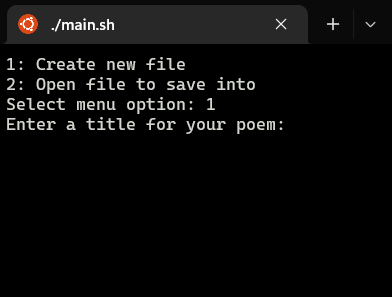 ./main.sh
1: Create new file
2: Open file to save into
Select menu option: 1
Enter a title for your poem: